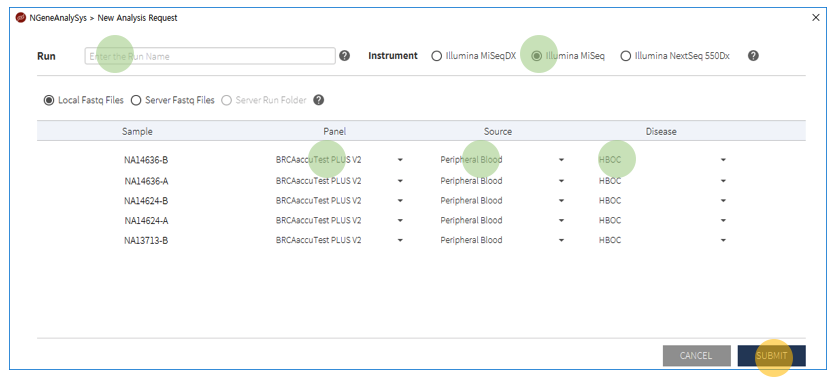 NGeneAnalySys > New Analysis Request
Run Enter the Run Name ? Instrument Illumina MiSeqDX Illumina MiSeq Illumina NextSeq 550Dx ?
Local Fastq Files Server Fastq Files Server Run Folder ?
Sample Panel Source Disease
NA14636-B BRCAaccuTest PLUS V2 Peripheral Blood HBOC
NA14636-A BRCAaccuTest PLUS V2 Peripheral Blood HBOC
NA14624-B BRCAaccuTest PLUS V2 Peripheral Blood HBOC
NA14624-A BRCAaccuTest PLUS V2 Peripheral Blood HBOC
NA13713-B BRCAaccuTest PLUS V2 Peripheral Blood HBOC
CANCEL SUBMIT